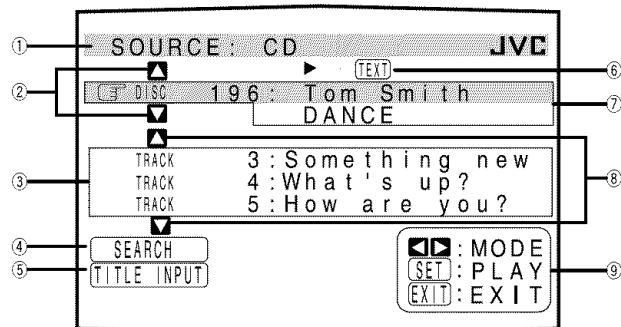 ① SOURCE: CD JVC
② TEXT ⑥
DISC 196: Tom Smith ⑦
DANCE
③ TRACK 3:Something new ⑧
TRACK 4:What's up?
TRACK 5:How are you?
④ SEARCH :MODE
⑤ TITLE INPUT SET:PLAY ⑨
EXIT:EXIT